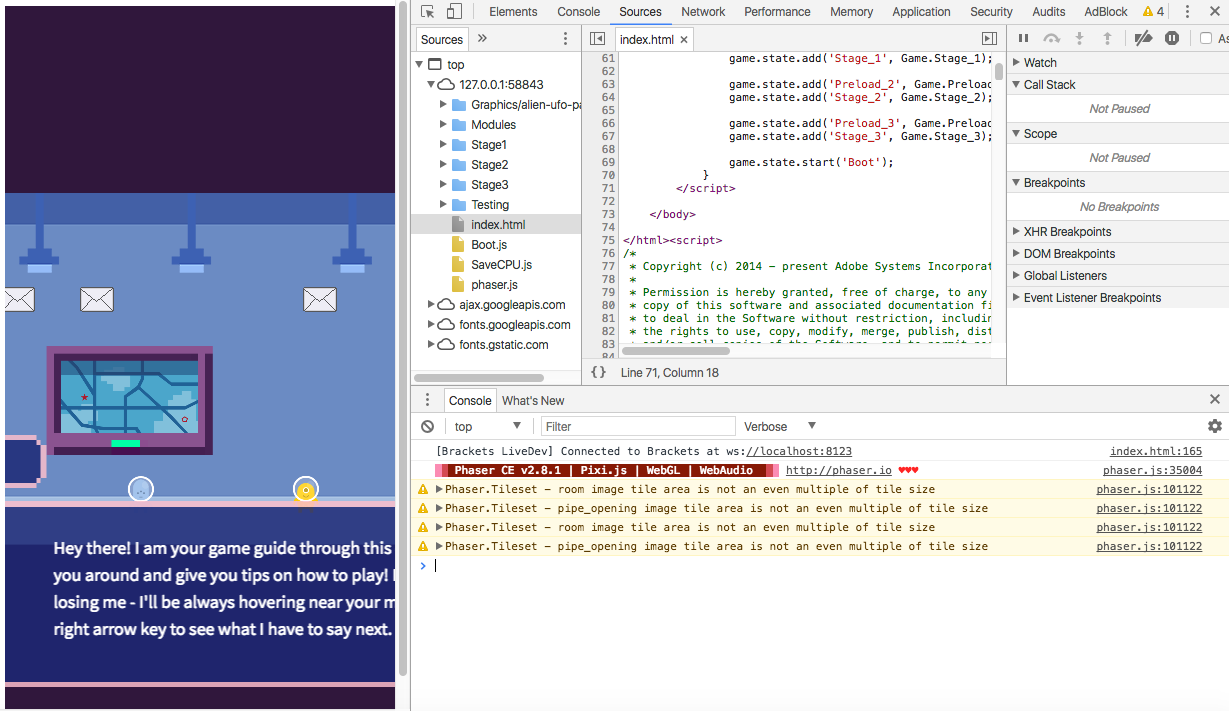 Elements Console Sources Network Performance Memory Application Security Audits AdBlock 4
Sources
index.html
top
127.0.0.1:58843
Graphics/alien-ufo-pa
Modules
Stage1
Stage2
Stage3
Testing
index.html
Boot.js
SaveCPU.js
phaser.js
ajax.googleapis.com
fonts.googleapis.com
fonts.gstatic.com
61 game.state.add('Stage_1', Game.Stage_1);
62
63 game.state.add('Preload_2', Game.Preload
64 game.state.add('Stage_2', Game.Stage_2);
65
66 game.state.add('Preload_3', Game.Preload
67 game.state.add('Stage_3', Game.Stage_3);
68
69 game.state.start('Boot');
70 }
71 </script>
72
73 </body>
74
75 </html><script>
76 /*
77 * Copyright (c) 2014 - present Adobe Systems Incorporat
78 *
79 * Permission is hereby granted, free of charge, to any
80 * copy of this software and associated documentation fi
81 * to deal in the Software without restriction, includin
82 * the rights to use, copy, modify, merge, publish, dist
83 * and/or sell copies of the Software, and to permit per
84
{} Line 71, Column 18
As
Watch
Call Stack
Not Paused
Scope
Not Paused
Breakpoints
No Breakpoints
XHR Breakpoints
DOM Breakpoints
Global Listeners
Event Listener Breakpoints
Console What's New
top Filter Verbose
[Brackets LiveDev] Connected to Brackets at ws://localhost:8123 index.html:165
Phaser CE v2.8.1 | Pixi.js | WebGL | WebAudio http://phaser.io ♥♥♥ phaser.js:35004
Phaser.Tileset - room image tile area is not an even multiple of tile size phaser.js:101122
Phaser.Tileset - pipe_opening image tile area is not an even multiple of tile size phaser.js:101122
Phaser.Tileset - room image tile area is not an even multiple of tile size phaser.js:101122
Phaser.Tileset - pipe_opening image tile area is not an even multiple of tile size phaser.js:101122
Hey there! I am your game guide through this
you around and give you tips on how to play!
losing me - I'll be always hovering near your m
right arrow key to see what I have to say next.